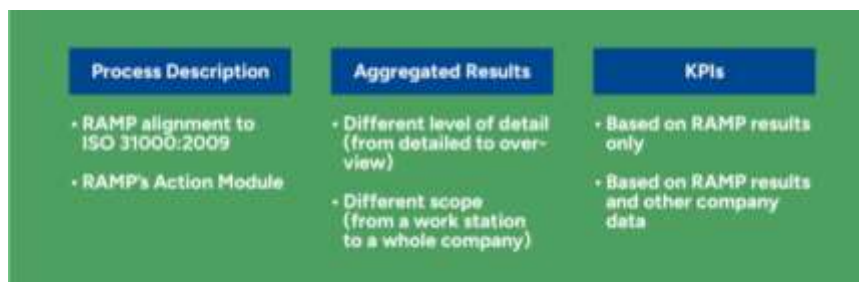 Process Description
• RAMP alignment to
ISO 31000:2009
• RAMP's Action Module
Aggregated Results
• Different level of detail
(from detailed to over-
view)
• Different scope
(from a work station
to a whole company)
KPIs
• Based on RAMP results
only
• Based on RAMP results
and other company
data